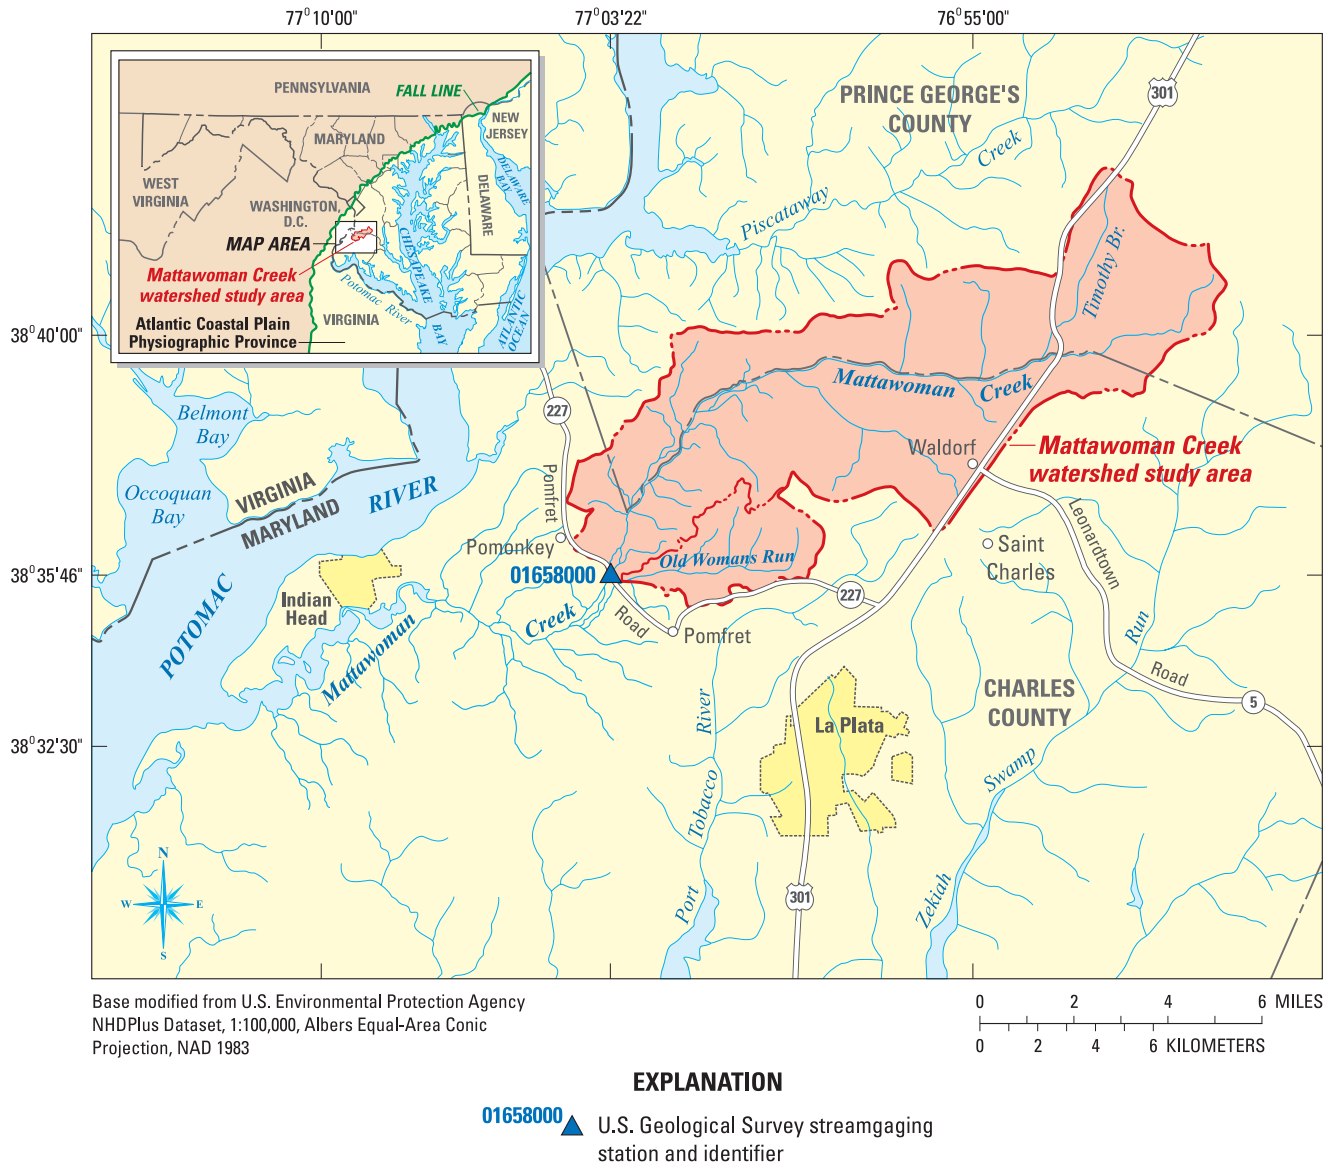 77°10'00"
77°03'22"
76°55'00"
38°40'00"
38°35'46"
38°32'30"
PENNSYLVANIA
FALL LINE
NEW
JERSEY
MARYLAND
WEST
VIRGINIA
DELAWARE
BAY
DELAWARE
WASHINGTON
D.C.
MAP AREA
CHESAPEAKE
BAY
Mattawoman Creek
watershed study area
Potomac River
VIRGINIA
ATLANTIC
OCEAN
Atlantic Coastal Plain
Physiographic Province
PRINCE GEORGE'S
COUNTY
301
Creek
Piscataway
Timothy Br.
Mattawoman Creek
227
Belmont
Bay
Pomfret
Waldorf
Mattawoman Creek
watershed study area
Occoquan
Bay
VIRGINIA
MARYLAND
RIVER
POTOMAC
Leonardtown
Road
Pomonkey
Old Womans Run
Saint
Charles
01658000
Indian
Head
227
Creek
Mattawoman
Road
Pomfret
Run
CHARLES
COUNTY
5
La Plata
River
Tobacco
Port
Swamp
Zekiah
301
N
W
E
S
Base modified from U.S. Environmental Protection Agency
NHDPlus Dataset, 1:100,000, Albers Equal-Area Conic
Projection, NAD 1983
0 2 4 6 MILES
0 2 4 6 KILOMETERS
EXPLANATION
01658000
U.S. Geological Survey streamgaging
station and identifier